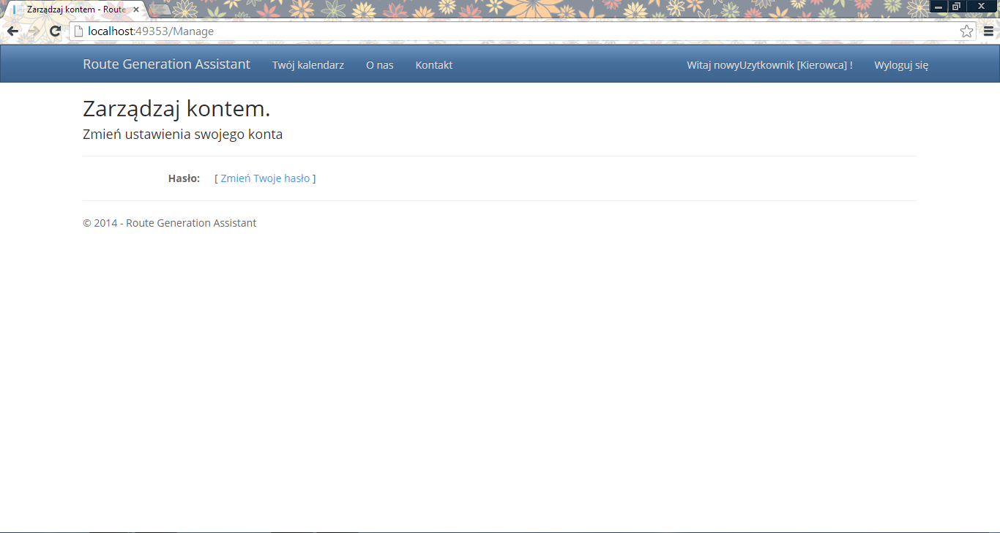 Zarządzaj kontem - Route
localhost:49353/Manage
Route Generation Assistant Twój kalendarz O nas Kontakt Witaj nowyUzytkownik [Kierowca] ! Wyloguj się
Zarządzaj kontem.
Zmień ustawienia swojego konta
Hasło: [ Zmień Twoje hasło ]
© 2014 - Route Generation Assistant